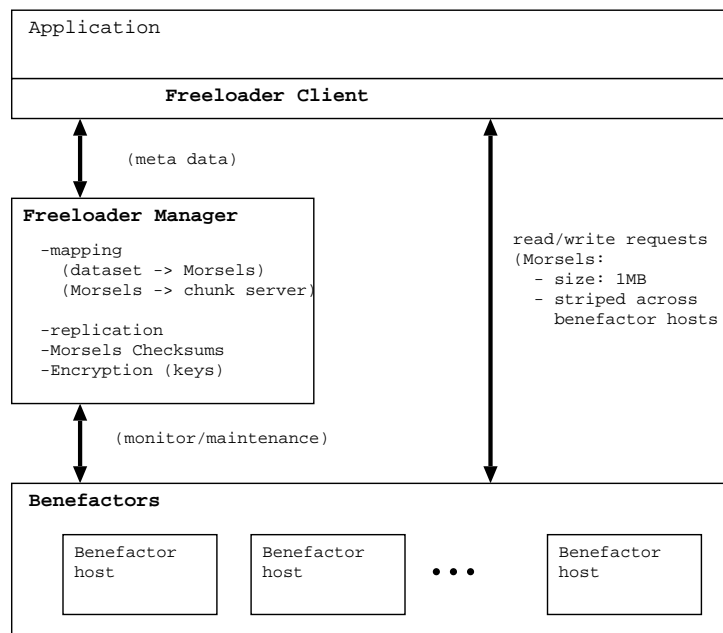 Application
Freeloader Client
(meta data)
Freeloader Manager
-mapping
(dataset -> Morsels)
(Morsels -> chunk server)
-replication
-Morsels Checksums
-Encryption (keys)
read/write requests
(Morsels:
- size: 1MB
- striped across
benefactor hosts
(monitor/maintenance)
Benefactors
Benefactor
host
Benefactor
host
Benefactor
host